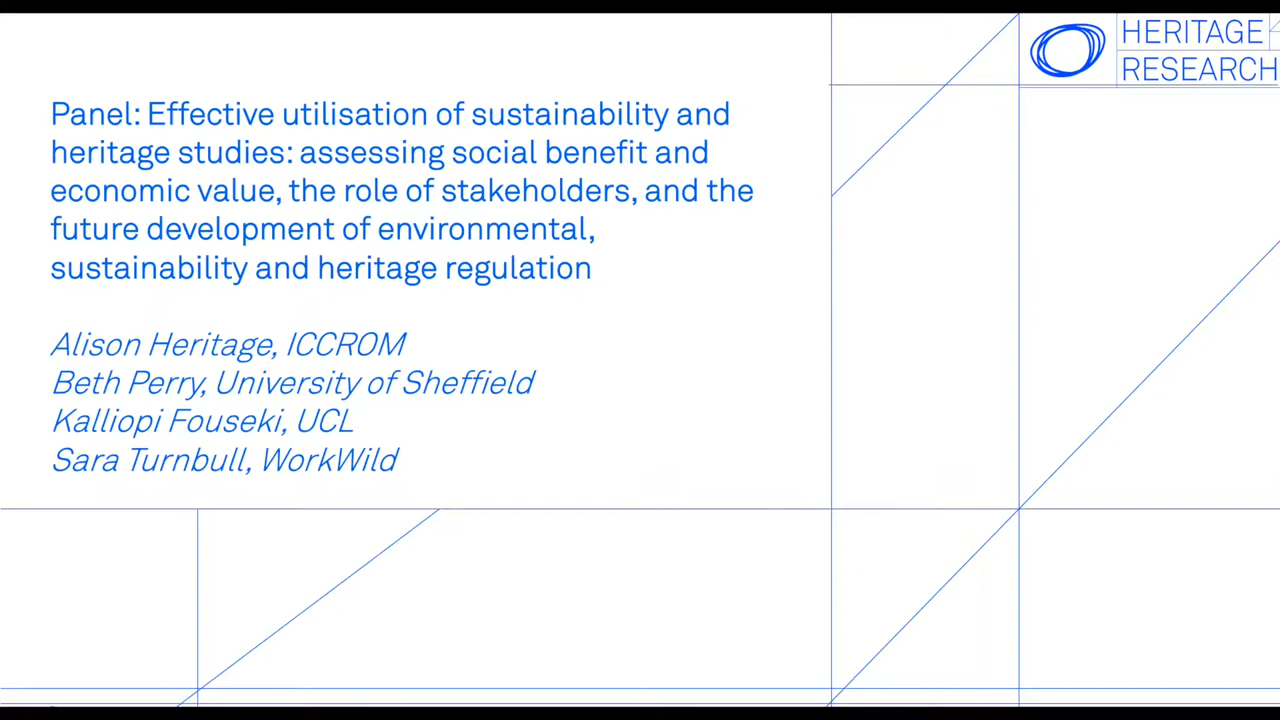 HERITAGE
RESEARCH
Panel: Effective utilisation of sustainability and
heritage studies: assessing social benefit and
economic value, the role of stakeholders, and the
future development of environmental,
sustainability and heritage regulation
Alison Heritage, ICCROM
Beth Perry, University of Sheffield
Kalliopi Fouseki, UCL
Sara Turnbull, WorkWild